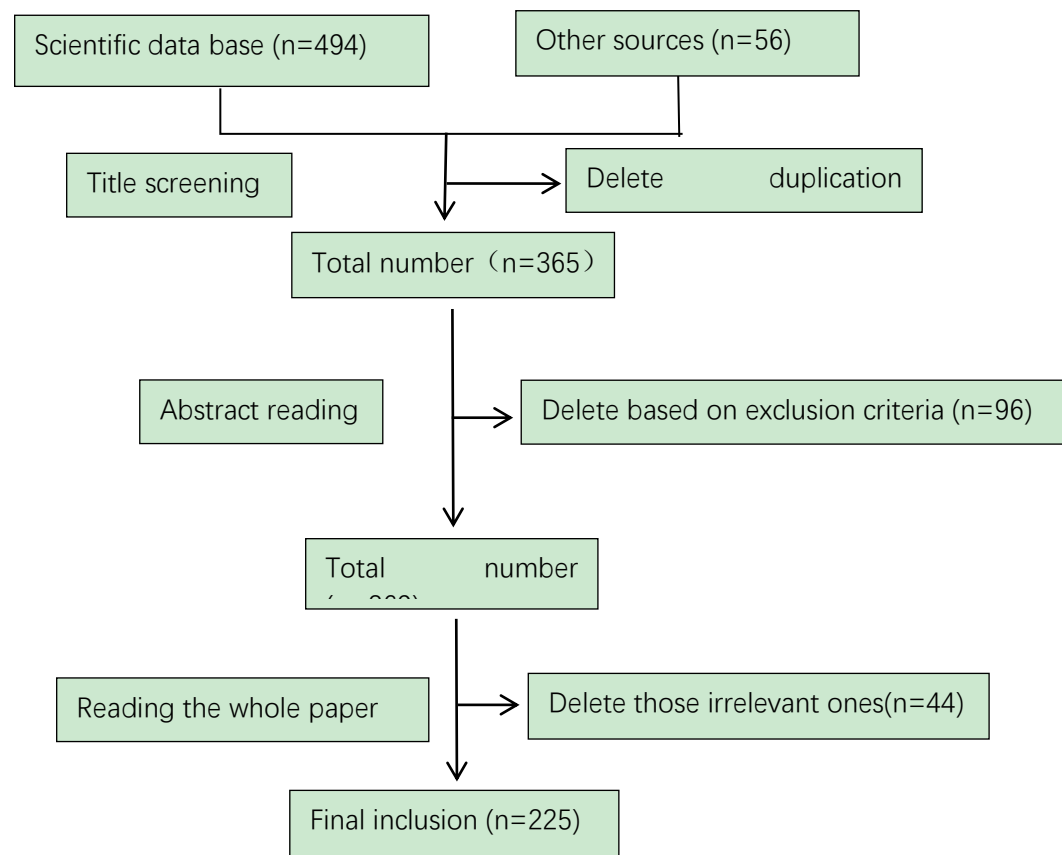 Scientific data base (n=494)
Other sources (n=56)
Title screening
Delete duplication
Total number（n=365）
Abstract reading
Delete based on exclusion criteria (n=96)
Total number
Reading the whole paper
Delete those irrelevant ones(n=44)
Final inclusion (n=225)